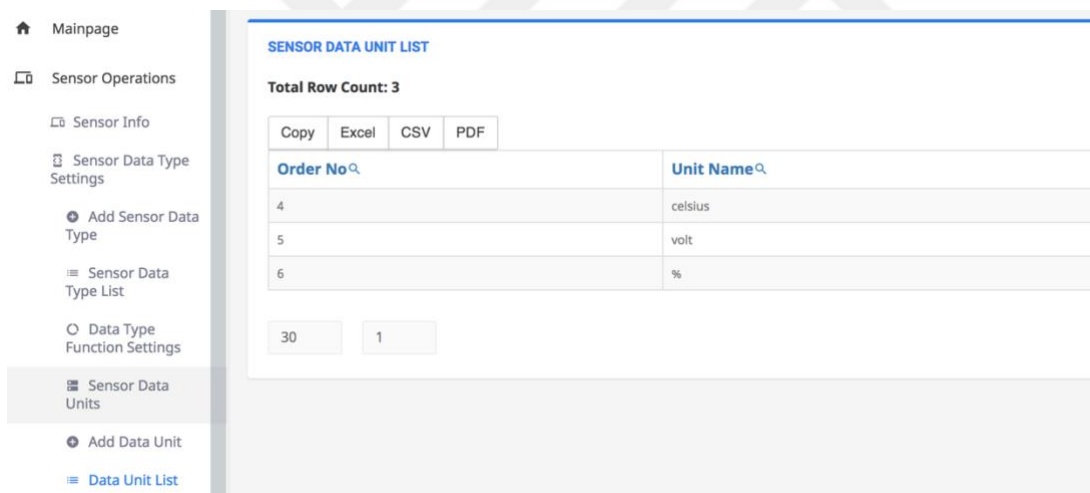 Mainpage
Sensor Operations
Sensor Info
Sensor Data Type
Settings
Add Sensor Data
Type
Sensor Data
Type List
Data Type
Function Settings
Sensor Data
Units
Add Data Unit
Data Unit List
SENSOR DATA UNIT LIST
Total Row Count: 3
Copy Excel CSV PDF
Order No Unit Name
4 celsius
5 volt
6 %
30 1